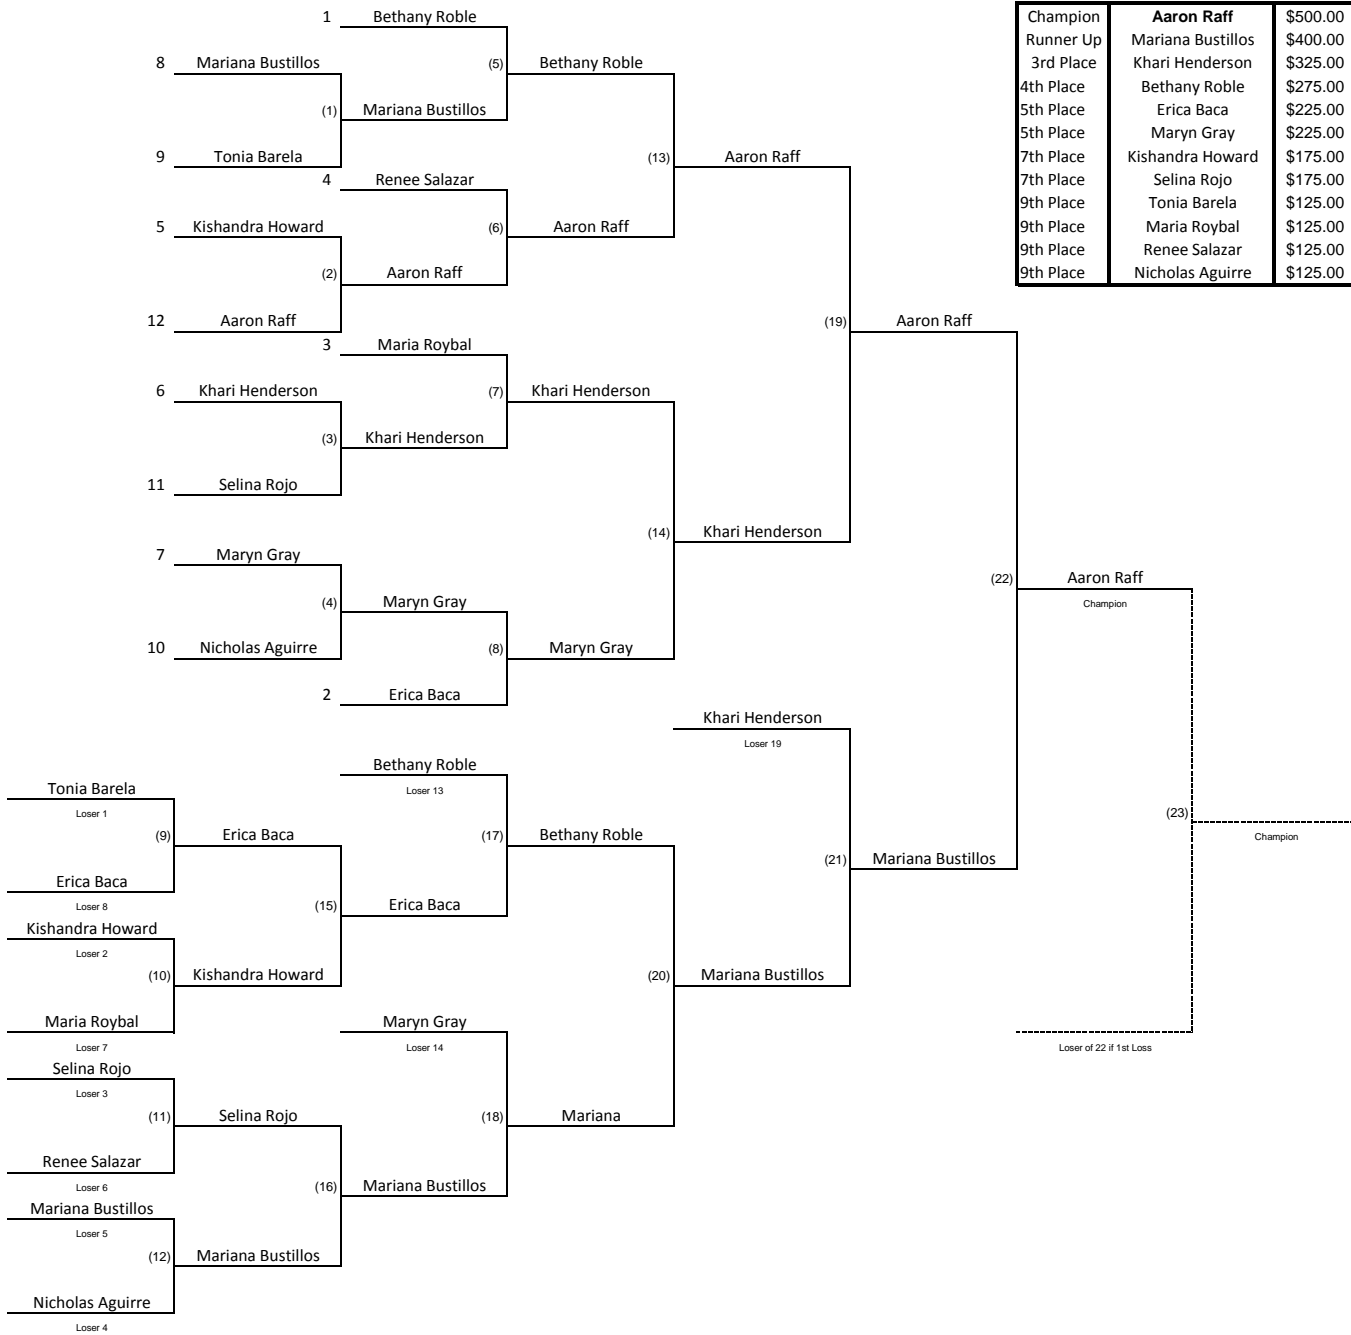 1 Bethany Roble
Champion Aaron Raff $500.00
Runner Up Mariana Bustillos $400.00
8 Mariana Bustillos (5) Bethany Roble
3rd Place Khari Henderson $325.00
4th Place Bethany Roble $275.00
(1) Mariana Bustillos
5th Place Erica Baca $225.00
5th Place Maryn Gray $225.00
9 Tonia Barela (13) Aaron Raff
7th Place Kishandra Howard $175.00
4 Renee Salazar
7th Place Selina Rojo $175.00
9th Place Tonia Barela $125.00
5 Kishandra Howard (6) Aaron Raff
9th Place Maria Roybal $125.00
9th Place Renee Salazar $125.00
(2) Aaron Raff
9th Place Nicholas Aguirre $125.00
12 Aaron Raff (19) Aaron Raff
3 Maria Roybal
6 Khari Henderson (7) Khari Henderson
(3) Khari Henderson
11 Selina Rojo
(14) Khari Henderson
7 Maryn Gray
(22) Aaron Raff
(4) Maryn Gray Champion
10 Nicholas Aguirre (8) Maryn Gray
2 Erica Baca
Khari Henderson
Loser 19
Bethany Roble
Tonia Barela Loser 13
Loser 1 (23)
(9) Erica Baca (17) Bethany Roble Champion
(21) Mariana Bustillos
Erica Baca
Loser 8 (15) Erica Baca
Kishandra Howard
Loser 2
(10) Kishandra Howard (20) Mariana Bustillos
Maria Roybal Maryn Gray
Loser 7 Loser 14 Loser of 22 if 1st Loss
Selina Rojo
Loser 3
(11) Selina Rojo (18) Mariana
Renee Salazar
Loser 6 (16) Mariana Bustillos
Mariana Bustillos
Loser 5
(12) Mariana Bustillos
Nicholas Aguirre
Loser 4